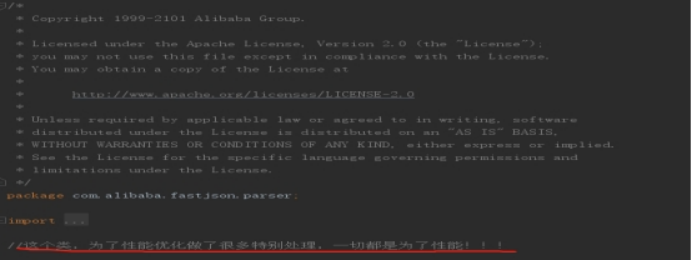 /*
* Copyright 1999-2101 Alibaba Group.
*
* Licensed under the Apache License, Version 2.0 (the "License");
* you may not use this file except in compliance with the License.
* You may obtain a copy of the License at
*
* http://www.apache.org/licenses/LICENSE-2.0
*
* Unless required by applicable law or agreed to in writing, software
* distributed under the License is distributed on an "AS IS" BASIS,
* WITHOUT WARRANTIES OR CONDITIONS OF ANY KIND, either express or implied.
* See the License for the specific language governing permissions and
* limitations under the License.
*/
package com.alibaba.fastjson.parser;
import ...
//这个类，为了性能优化做了很多特别处理，一切都是为了性能！！！